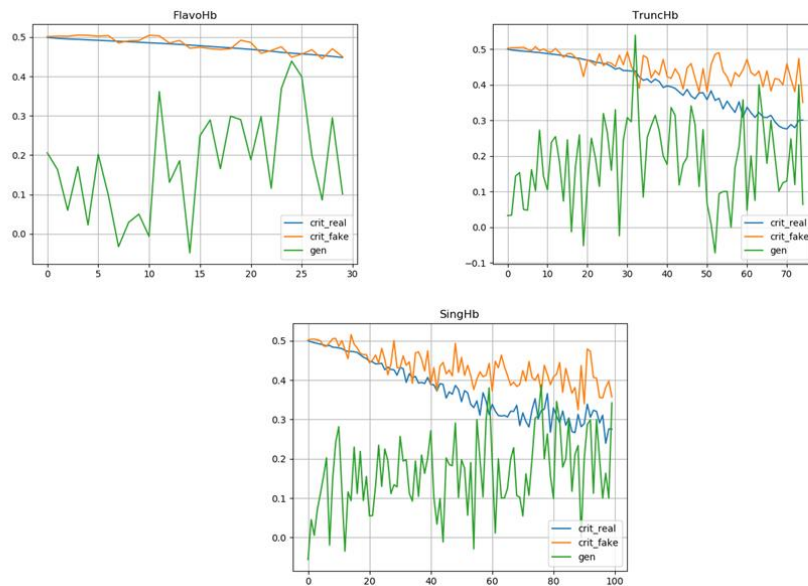 FlavoHb
0.5
0.4
0.3
0.2
0.1
0.0
0 5 10 15 20 25 30
crit_real
crit_fake
gen
TruncHb
0.5
0.4
0.3
0.2
0.1
0.0
−0.1
0 10 20 30 40 50 60 70
crit_real
crit_fake
gen
SingHb
0.5
0.4
0.3
0.2
0.1
0.0
0 20 40 60 80 100
crit_real
crit_fake
gen